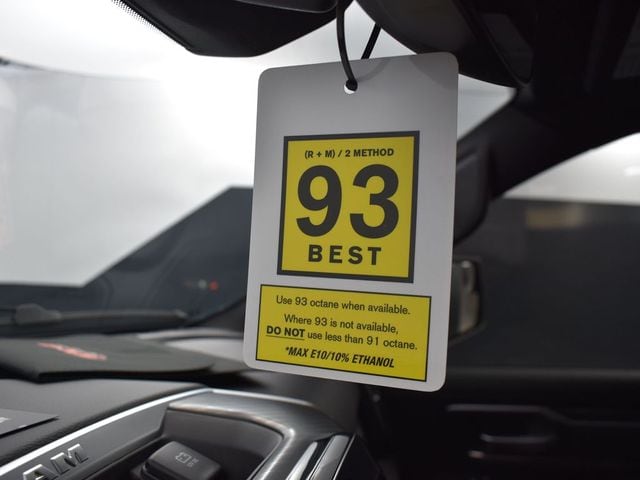 (R + M) / 2 METHOD
93
BEST
Use 93 octane when available.
Where 93 is not available,
DO NOT use less than 91 octane.
*MAX E10/10% ETHANOL
AM